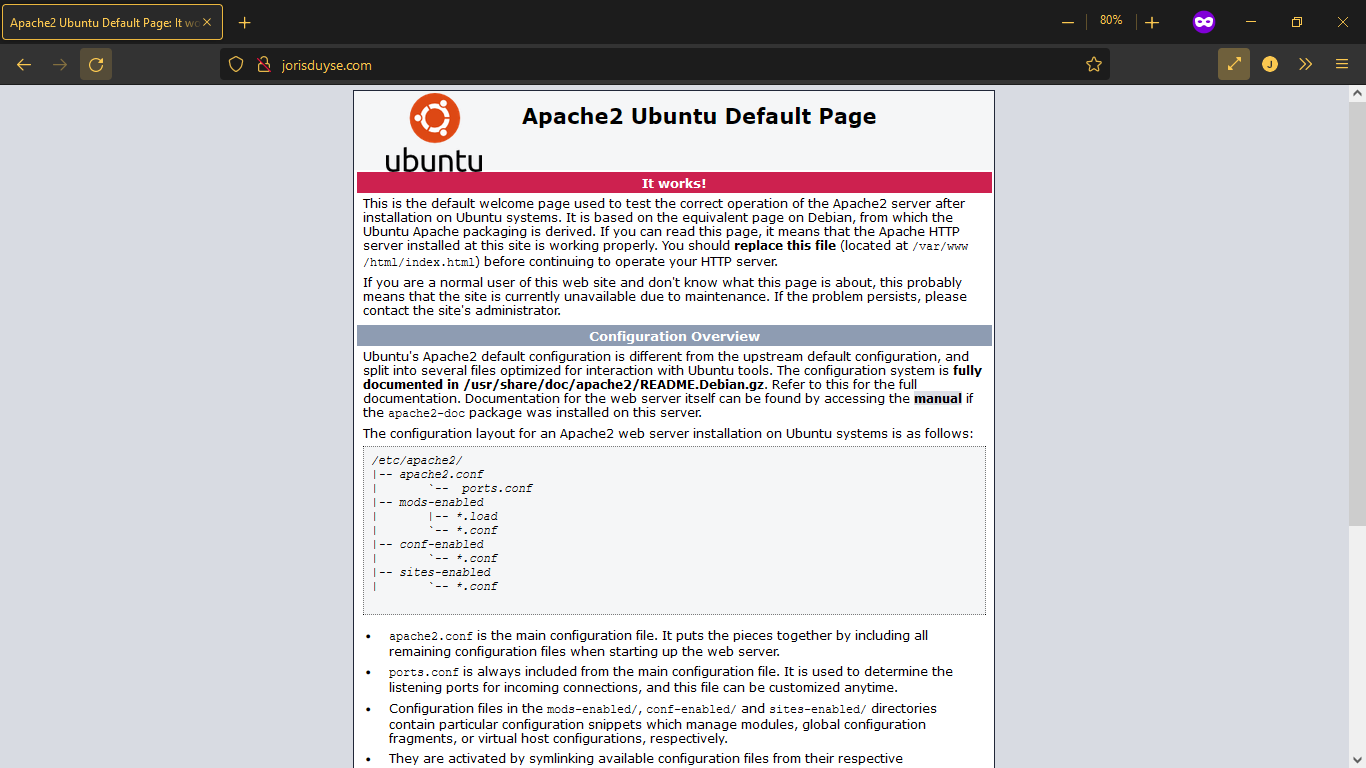 Apache2 Ubuntu Default Page: It wo
80%
jorisduyse.com
J
ubuntu
Apache2 Ubuntu Default Page
It works!
This is the default welcome page used to test the correct operation of the Apache2 server after
installation on Ubuntu systems. It is based on the equivalent page on Debian, from which the
Ubuntu Apache packaging is derived. If you can read this page, it means that the Apache HTTP
server installed at this site is working properly. You should replace this file (located at /var/www
/html/index.html) before continuing to operate your HTTP server.
If you are a normal user of this web site and don't know what this page is about, this probably
means that the site is currently unavailable due to maintenance. If the problem persists, please
contact the site's administrator.
Configuration Overview
Ubuntu's Apache2 default configuration is different from the upstream default configuration, and
split into several files optimized for interaction with Ubuntu tools. The configuration system is fully
documented in /usr/share/doc/apache2/README.Debian.gz. Refer to this for the full
documentation. Documentation for the web server itself can be found by accessing the manual if
the apache2-doc package was installed on this server.
The configuration layout for an Apache2 web server installation on Ubuntu systems is as follows:
/etc/apache2/
|-- apache2.conf
|       `--  ports.conf
|-- mods-enabled
|       |-- *.load
|       `-- *.conf
|-- conf-enabled
|       `-- *.conf
|-- sites-enabled
|       `-- *.conf
• apache2.conf is the main configuration file. It puts the pieces together by including all
remaining configuration files when starting up the web server.
• ports.conf is always included from the main configuration file. It is used to determine the
listening ports for incoming connections, and this file can be customized anytime.
• Configuration files in the mods-enabled/, conf-enabled/ and sites-enabled/ directories
contain particular configuration snippets which manage modules, global configuration
fragments, or virtual host configurations, respectively.
• They are activated by symlinking available configuration files from their respective